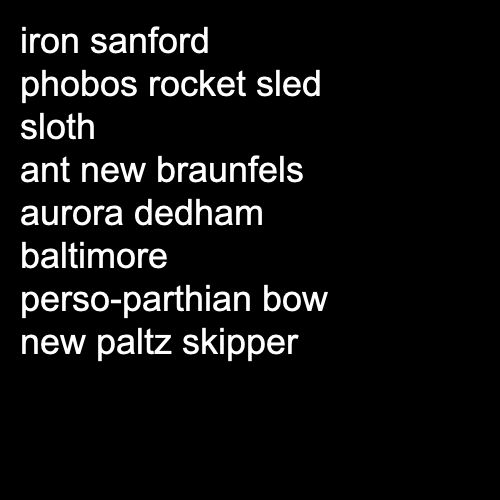 iron sanford
phobos rocket sled
sloth
ant new braunfels
aurora dedham
baltimore
perso-parthian bow
new paltz skipper